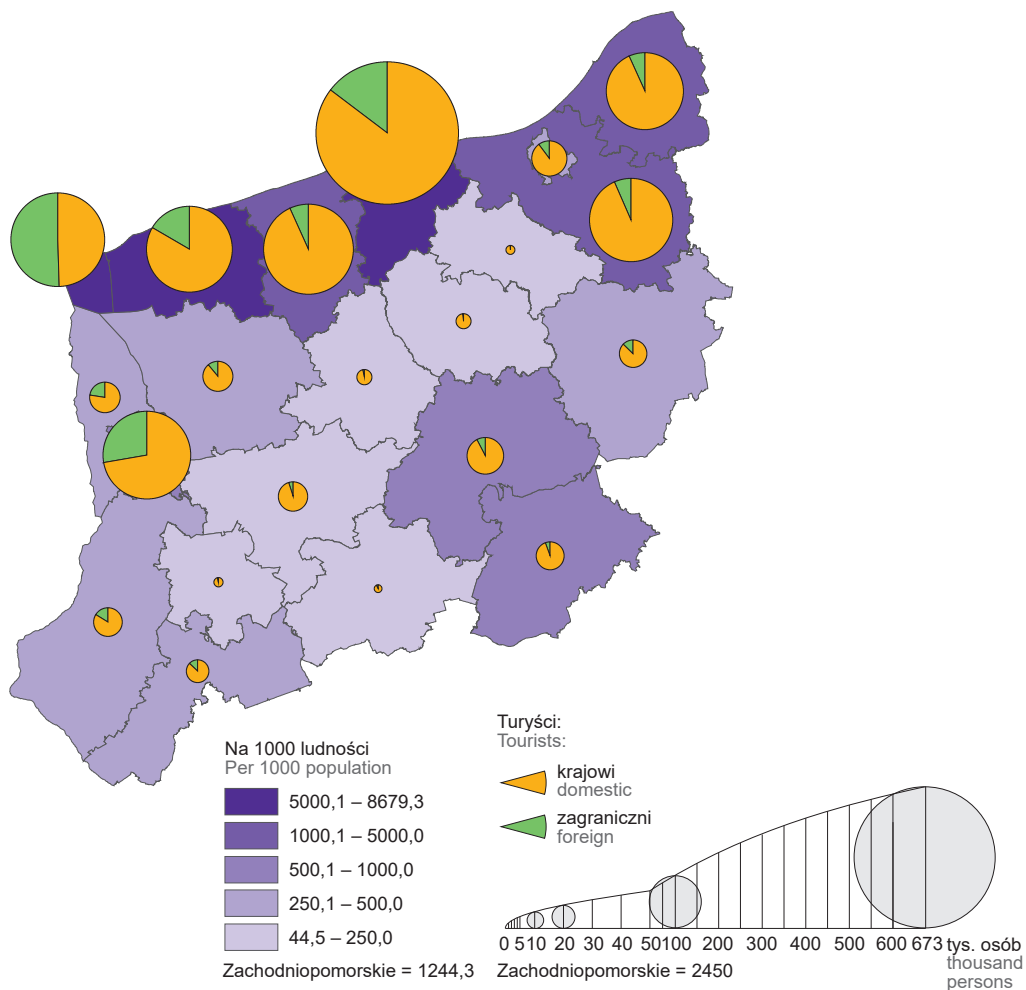 Na 1000 ludności
Per 1000 population
5000,1 – 8679,3
1000,1 – 5000,0
500,1 – 1000,0
250,1 – 500,0
44,5 – 250,0
Zachodniopomorskie = 1244,3
Turyści:
Tourists:
krajowi
domestic
zagraniczni
foreign
0 5 10 20 30 40 50 100 200 300 400 500 600 673 tys. osób
thousand
persons
Zachodniopomorskie = 2450